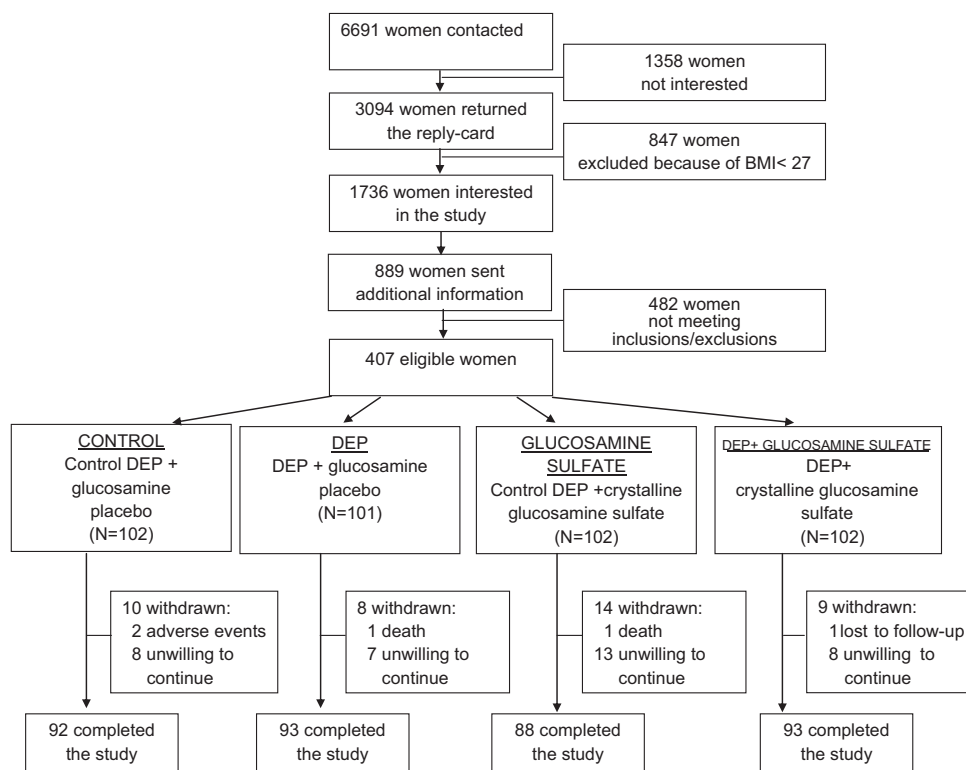 6691 women contacted
1358 women
not interested
3094 women returned
the reply-card
847 women
excluded because of BMI< 27
1736 women interested
in the study
889 women sent
additional information
482 women
not meeting
inclusions/exclusions
407 eligible women
CONTROL
Control DEP +
glucosamine
placebo
(N=102)
DEP
DEP + glucosamine
placebo
(N=101)
GLUCOSAMINE
SULFATE
Control DEP +crystalline
glucosamine sulfate
(N=102)
DEP+ GLUCOSAMINE SULFATE
DEP+
crystalline glucosamine
sulfate
(N=102)
10 withdrawn:
2 adverse events
8 unwilling to
continue
8 withdrawn:
1 death
7 unwilling to
continue
14 withdrawn:
1 death
13 unwilling to
continue
9 withdrawn:
1 lost to follow-up
8 unwilling to
continue
92 completed
the study
93 completed
the study
88 completed
the study
93 completed
the study